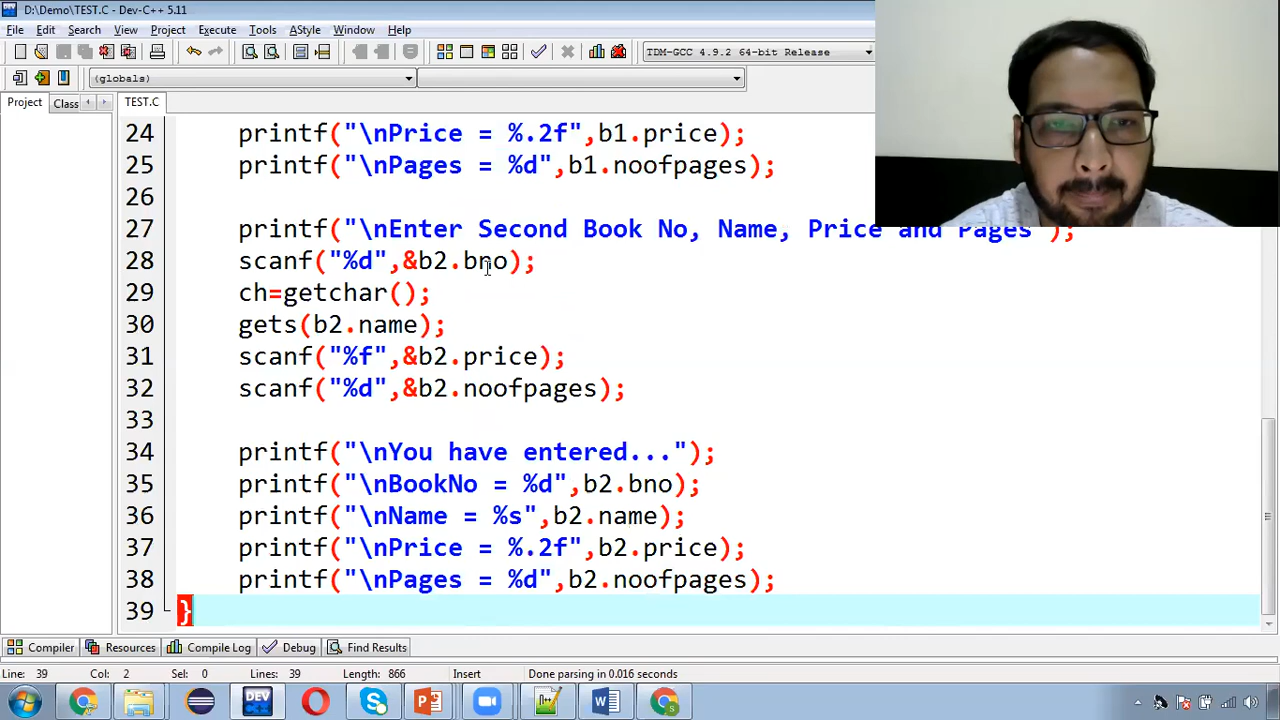 D:\Demo\TEST.C - Dev-C++ 5.11
File Edit Search View Project Execute Tools AStyle Window Help
TDM-GCC 4.9.2 64-bit Release
(globals)
Project Class TEST.C
24 printf("\nPrice = %.2f",b1.price);
25 printf("\nPages = %d",b1.noofpages);
26
27 printf("\nEnter Second Book No, Name, Price and Pages");
28 scanf("%d",&b2.bno);
29 ch=getchar();
30 gets(b2.name);
31 scanf("%f",&b2.price);
32 scanf("%d",&b2.noofpages);
33
34 printf("\nYou have entered...");
35 printf("\nBookNo = %d",b2.bno);
36 printf("\nName = %s",b2.name);
37 printf("\nPrice = %.2f",b2.price);
38 printf("\nPages = %d",b2.noofpages);
39 }
Compiler Resources Compile Log Debug Find Results
Line: 39 Col: 2 Sel: 0 Lines: 39 Length: 866 Insert Done parsing in 0.016 seconds
DEV